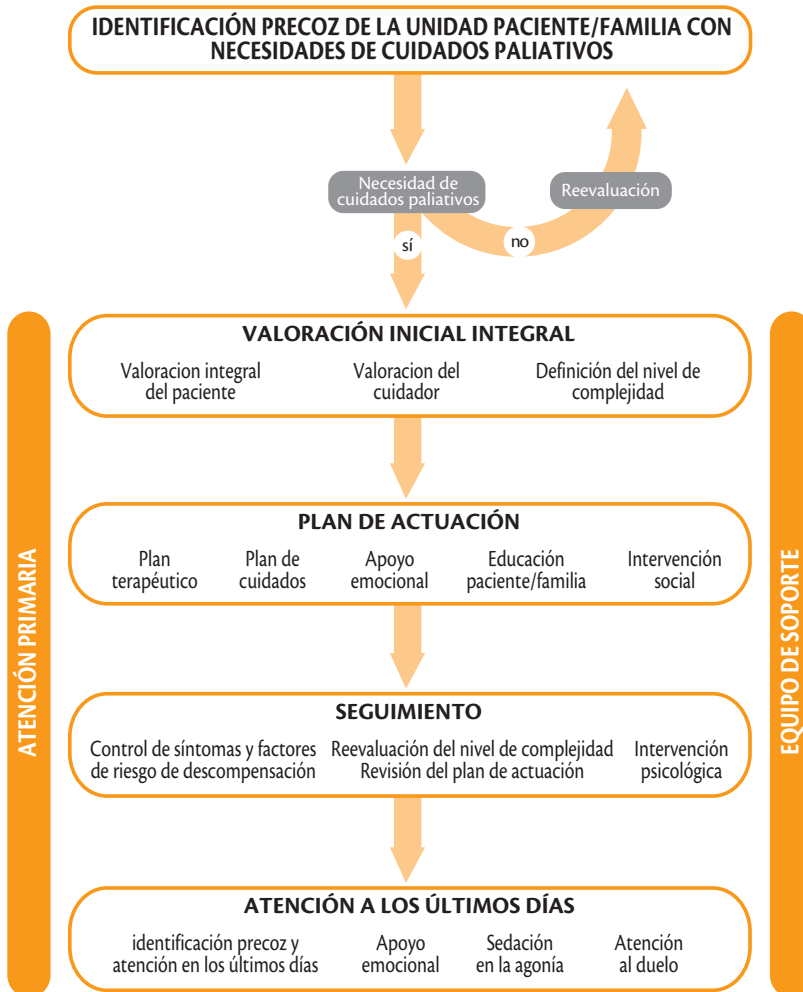 IDENTIFICACIÓN PRECOZ DE LA UNIDAD PACIENTE/FAMILIA CON
NECESIDADES DE CUIDADOS PALIATIVOS
Necesidad de
cuidados paliativos
Reevaluación
sí
no
VALORACIÓN INICIAL INTEGRAL
Valoracion integral
del paciente
Valoracion del
cuidador
Definición del nivel de
complejidad
PLAN DE ACTUACIÓN
Plan
terapéutico
Plan de
cuidados
Apoyo
emocional
Educación
paciente/familia
Intervención
social
SEGUIMIENTO
Control de síntomas y factores
de riesgo de descompensación
Reevaluación del nivel de complejidad
Revisión del plan de actuación
Intervención
psicológica
ATENCIÓN A LOS ÚLTIMOS DÍAS
identificación precoz y
atención en los últimos días
Apoyo
emocional
Sedación
en la agonía
Atención
al duelo
ATENCIÓN PRIMARIA
EQUIPO DE SOPORTE